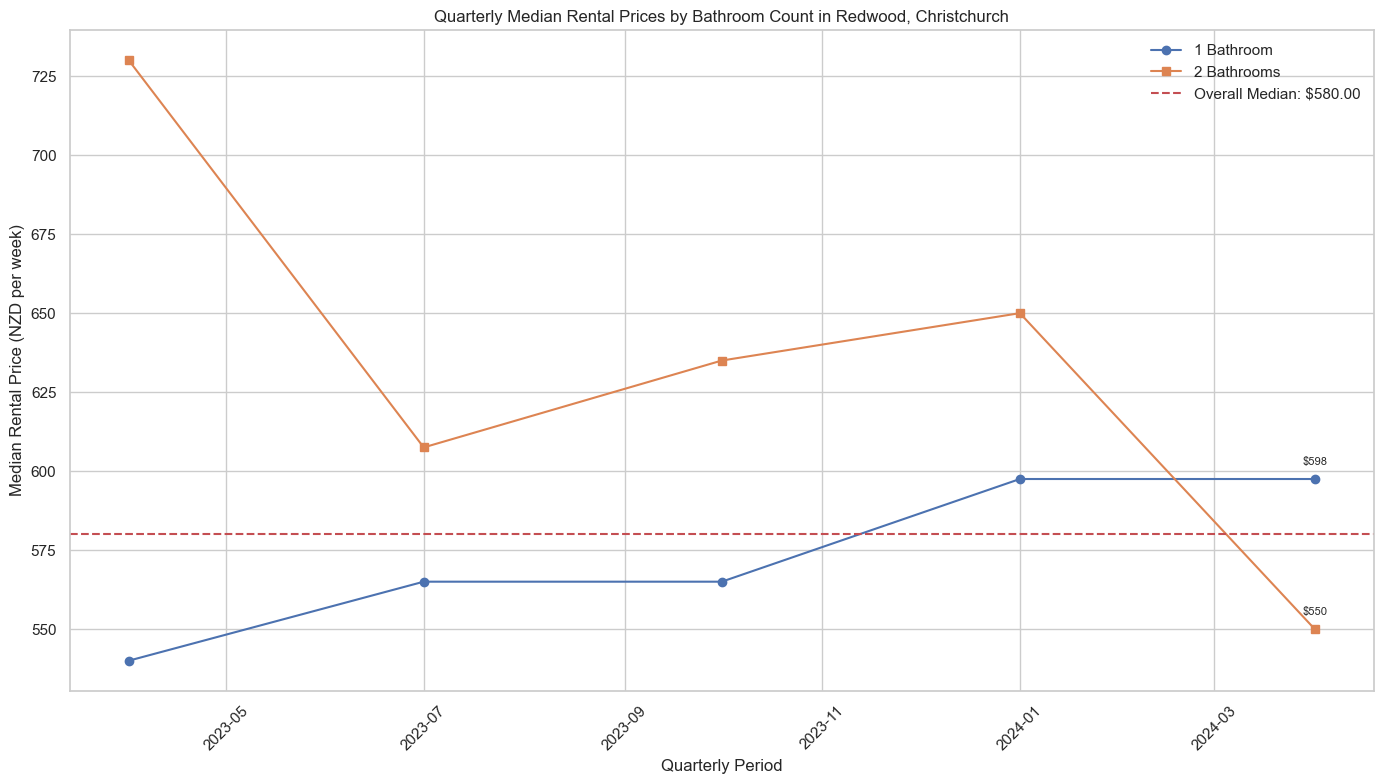 Quarterly Median Rental Prices by Bathroom Count in Redwood, Christchurch
1 Bathroom
2 Bathrooms
Overall Median: $580.00
Median Rental Price (NZD per week)
725
700
675
650
625
600
575
550
$598
$550
2023-05
2023-07
2023-09
2023-11
2024-01
2024-03
Quarterly Period